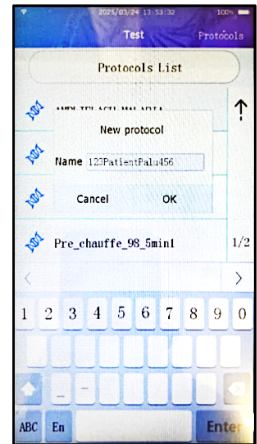 2025/03/24 13:53:32 100%
Test Protocols
Protocols List
New protocol
Name 123PatientPalu456
Cancel OK
Pre_chauffe_98_5min1 1/2
1 2 3 4 5 6 7 8 9 0
_ -
ABC En Enter